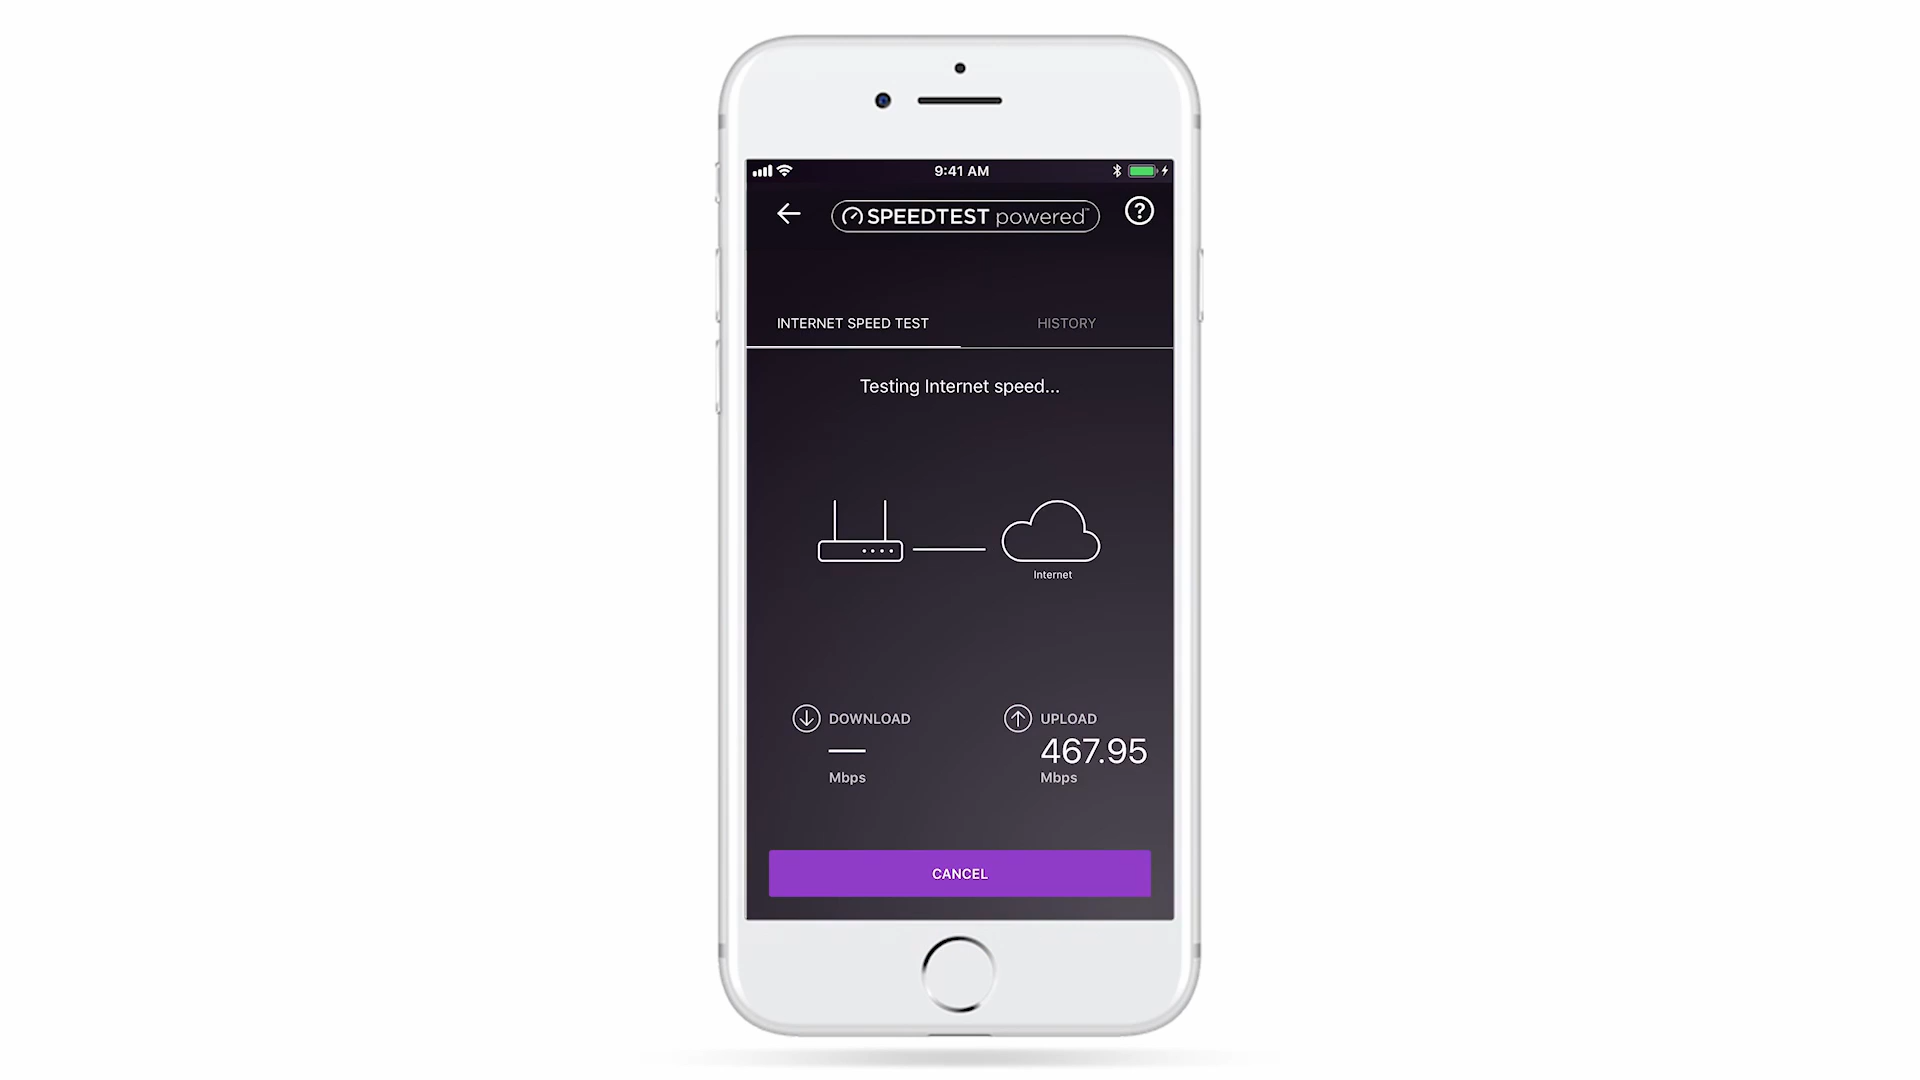 9:41 AM
SPEEDTEST powered™
?
INTERNET SPEED TEST
HISTORY
Testing Internet speed...
Internet
DOWNLOAD
UPLOAD
467.95
Mbps
Mbps
CANCEL